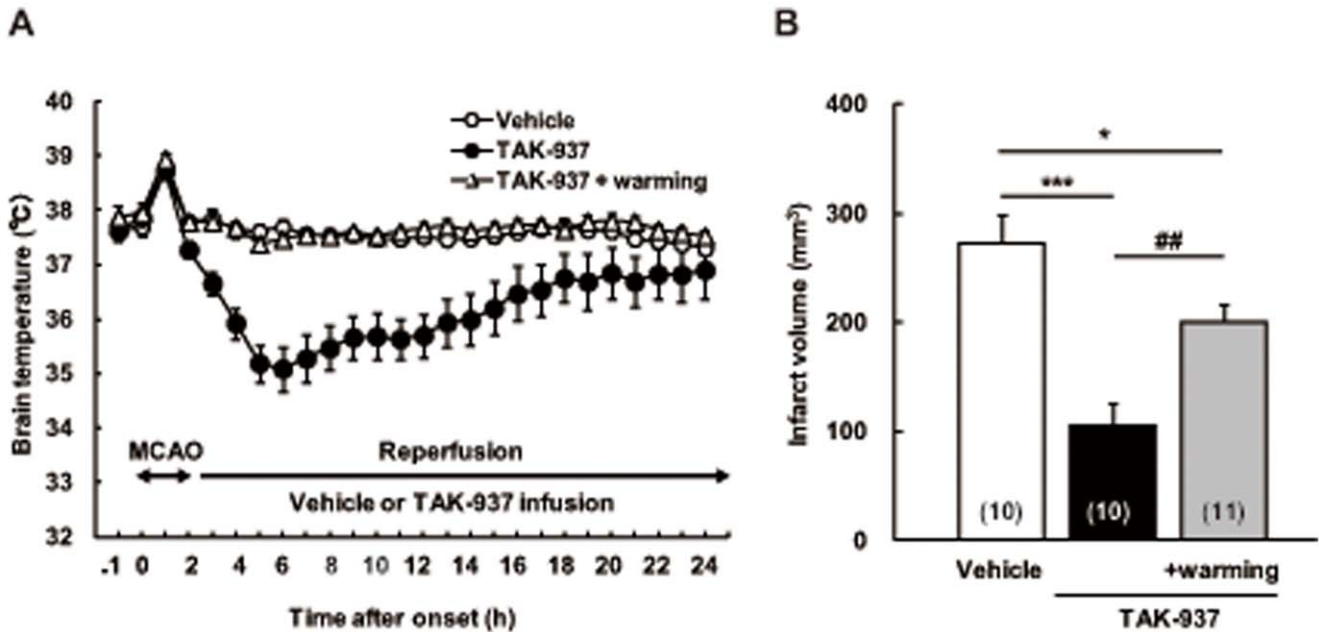 A
B
40
39
38
37
36
35
34
33
32
Brain temperature (℃)
Vehicle
TAK-937
TAK-937 + warming
MCAO
Reperfusion
Vehicle or TAK-937 infusion
-1 0 2 4 6 8 10 12 14 16 18 20 22 24
Time after onset (h)
400
300
200
100
0
Infarct volume (mm³)
*
***
##
(10) (10) (11)
Vehicle +warming
TAK-937